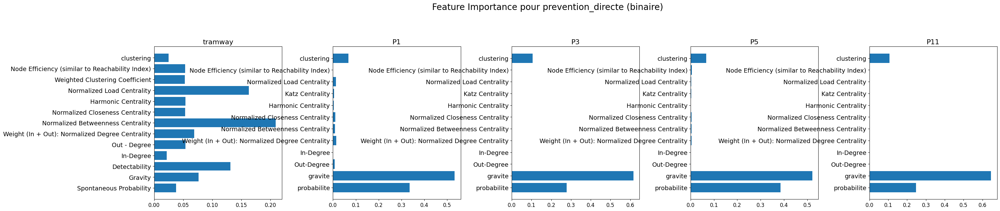 Feature Importance pour prevention_directe (binaire)
tramway
clustering
Node Efficiency (similar to Reachability Index)
Weighted Clustering Coefficient
Normalized Load Centrality
Harmonic Centrality
Normalized Closeness Centrality
Normalized Betweenness Centrality
Weight (In + Out): Normalized Degree Centrality
Out - Degree
In-Degree
Detectability
Gravity
Spontaneous Probability
0.00 0.05 0.10 0.15 0.20
P1
clustering
Node Efficiency (similar to Reachability Index)
Normalized Load Centrality
Katz Centrality
Harmonic Centrality
Normalized Closeness Centrality
Normalized Betweenness Centrality
Weight (In + Out): Normalized Degree Centrality
In-Degree
Out-Degree
gravite
probabilite
0.0 0.1 0.2 0.3 0.4 0.5
P3
clustering
Node Efficiency (similar to Reachability Index)
Normalized Load Centrality
Katz Centrality
Harmonic Centrality
Normalized Closeness Centrality
Normalized Betweenness Centrality
Weight (In + Out): Normalized Degree Centrality
In-Degree
Out-Degree
gravite
probabilite
0.0 0.1 0.2 0.3 0.4 0.5 0.6
P5
clustering
Node Efficiency (similar to Reachability Index)
Normalized Load Centrality
Katz Centrality
Harmonic Centrality
Normalized Closeness Centrality
Normalized Betweenness Centrality
Weight (In + Out): Normalized Degree Centrality
In-Degree
Out-Degree
gravite
probabilite
0.0 0.1 0.2 0.3 0.4 0.5
P11
clustering
Node Efficiency (similar to Reachability Index)
Normalized Load Centrality
Katz Centrality
Harmonic Centrality
Normalized Closeness Centrality
Normalized Betweenness Centrality
Weight (In + Out): Normalized Degree Centrality
In-Degree
Out-Degree
gravite
probabilite
0.0 0.1 0.2 0.3 0.4 0.5 0.6